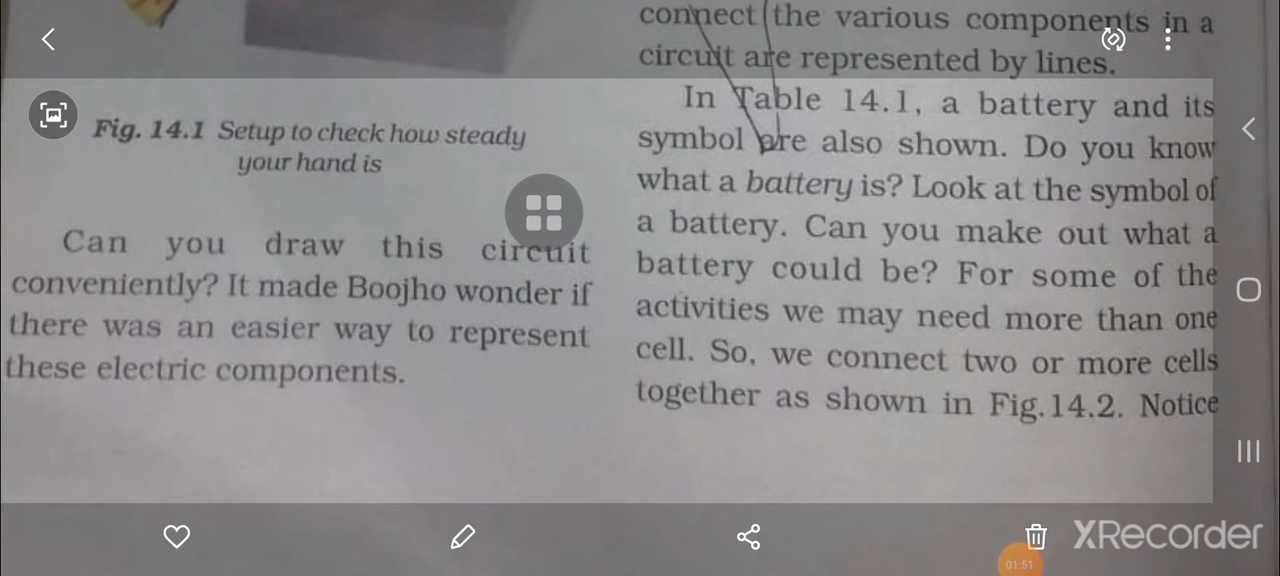 Fig. 14.1 Setup to check how steady
your hand is
Can you draw this circuit
conveniently? It made Boojho wonder if
there was an easier way to represent
these electric components.
connect the various components in a
circuit are represented by lines.
In Table 14.1, a battery and its
symbol are also shown. Do you know
what a battery is? Look at the symbol of
a battery. Can you make out what a
battery could be? For some of the
activities we may need more than one
cell. So, we connect two or more cells
together as shown in Fig.14.2. Notice
XRecorder
01:51